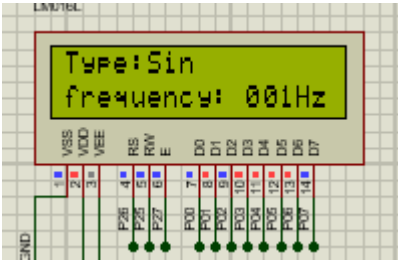 LM016L
Type:Sin
frequency: 001Hz
VSS VDD VEE RS RW E D0 D1 D2 D3 D4 D5 D6 D7
1 2 3 4 5 6 7 8 9 10 11 12 13 14
P26 P25 P27 P00 P01 P02 P03 P04 P05 P06 P07
GND